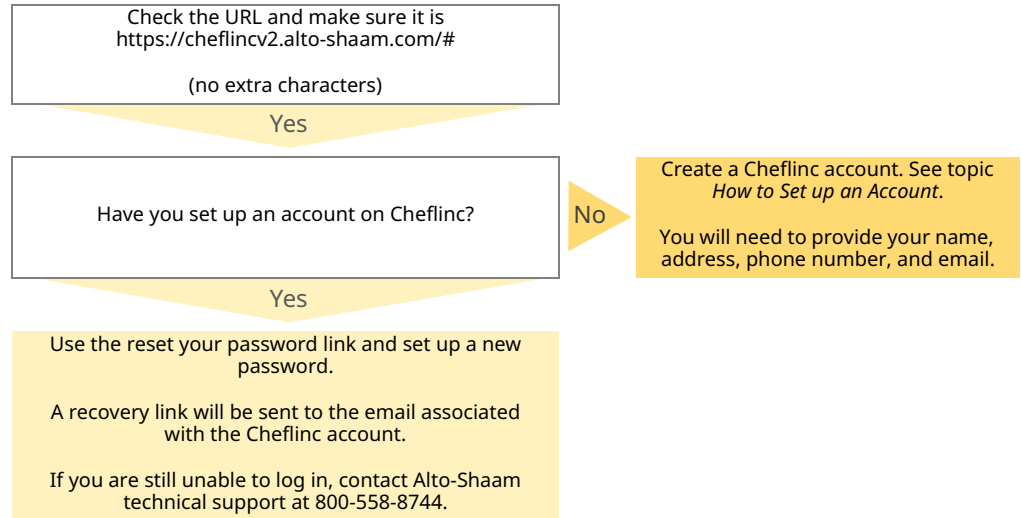 Check the URL and make sure it is
https://cheflincv2.alto-shaam.com/#
(no extra characters)
Yes
Have you set up an account on Cheflinc?
No
Create a Cheflinc account. See topic
How to Set up an Account.
You will need to provide your name,
address, phone number, and email.
Yes
Use the reset your password link and set up a new
password.
A recovery link will be sent to the email associated
with the Cheflinc account.
If you are still unable to log in, contact Alto-Shaam
technical support at 800-558-8744.